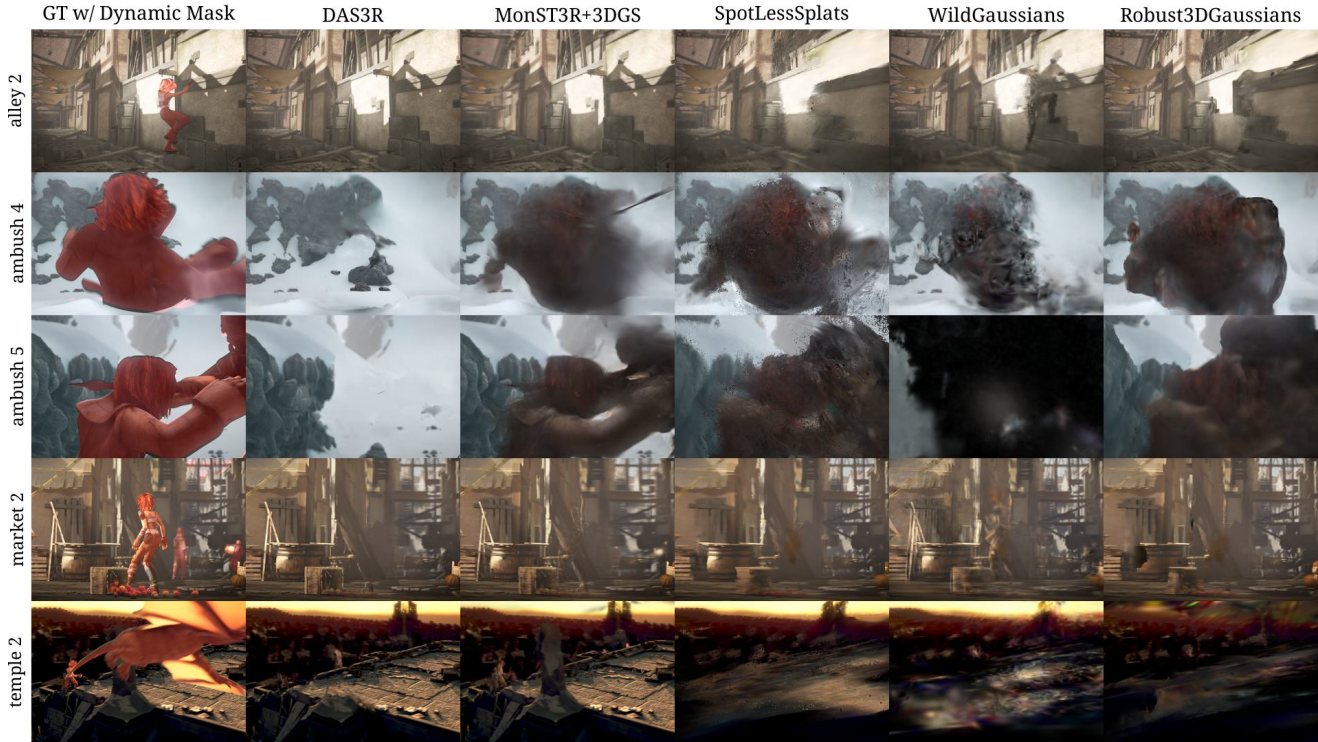 GT w/ Dynamic Mask DAS3R MonST3R+3DGS SpotLessSplats WildGaussians Robust3DGaussians
alley 2
ambush 4
ambush 5
market 2
temple 2